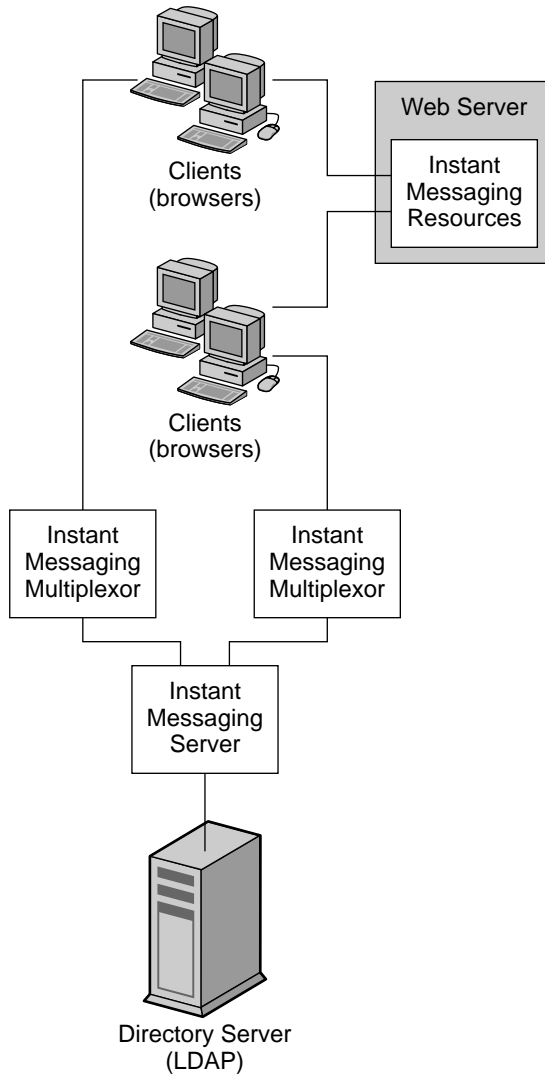 Web Server
Instant
Messaging
Resources
Clients
(browsers)
Clients
(browsers)
Instant
Messaging
Multiplexor
Instant
Messaging
Multiplexor
Instant
Messaging
Server
Directory Server
(LDAP)